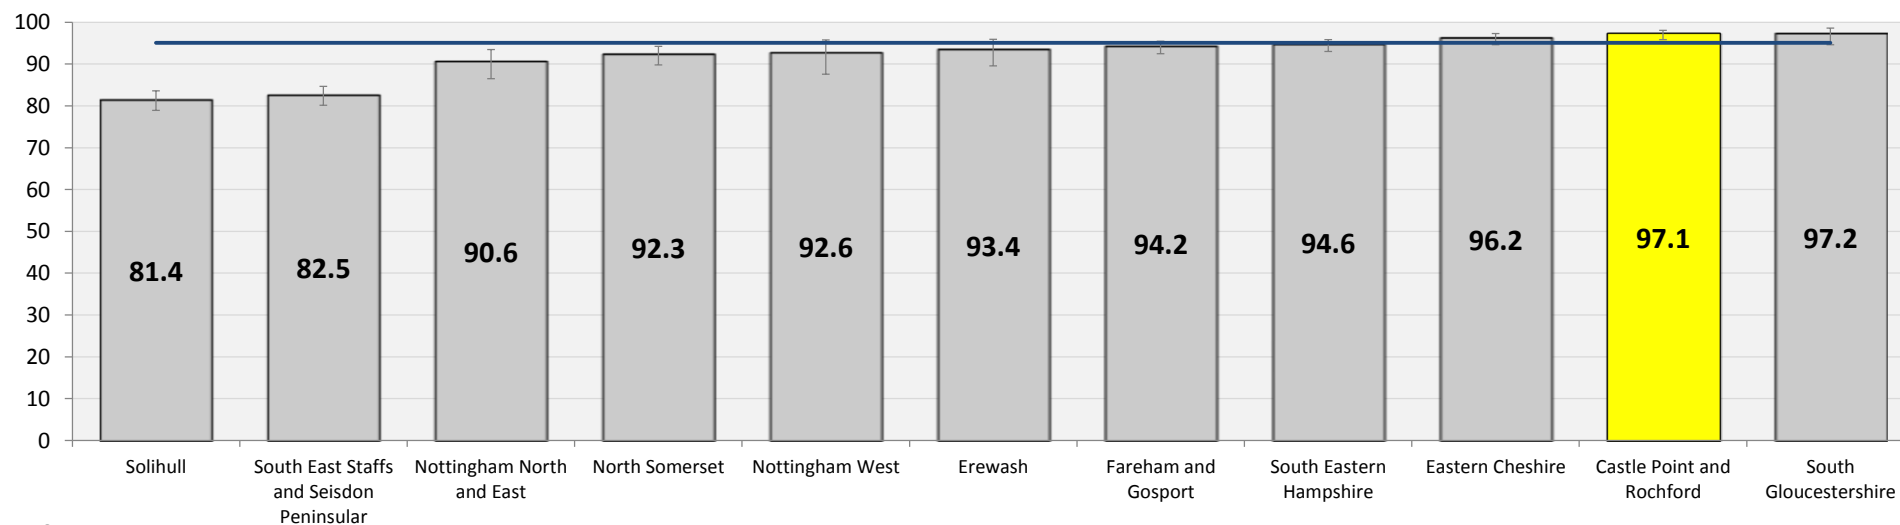 100
90
80
70
60
50
40
30
20
10
0
81.4
82.5
90.6
92.3
92.6
93.4
94.2
94.6
96.2
97.1
97.2
Solihull
South East Staffs
and Seisdon
Peninsular
Nottingham North
and East
North Somerset
Nottingham West
Erewash
Fareham and
Gosport
South Eastern
Hampshire
Eastern Cheshire
Castle Point and
Rochford
South
Gloucestershire